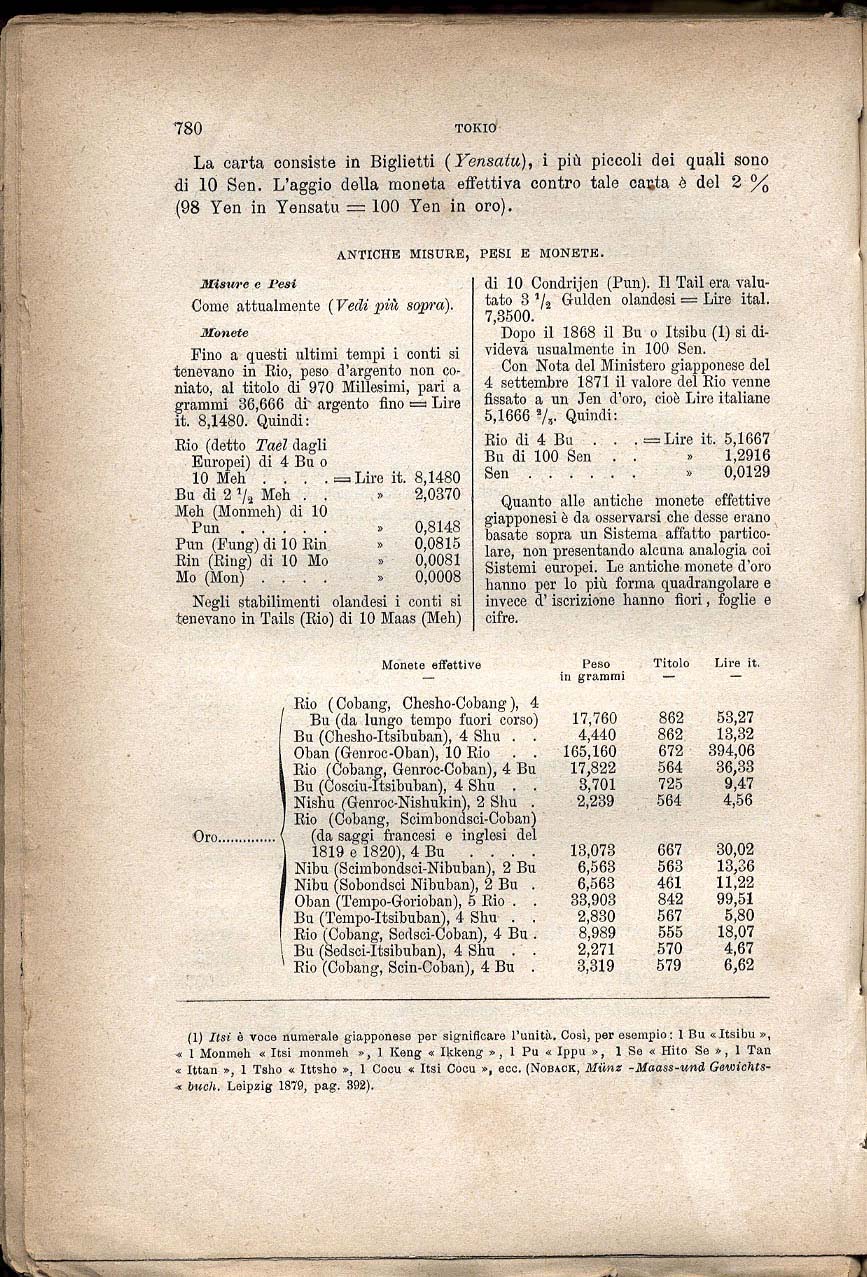 780
TOKIO
La carta consiste in Biglietti (Yensatu), i più piccoli dei quali sono
di 10 Sen. L'aggio della moneta effettiva contro tale carta è del 2 %
(98 Yen in Yensatu = 100 Yen in oro).
ANTICHE MISURE, PESI E MONETE.
Misure e Pesi
Come attualmente (Vedi più sopra).
Monete
Fino a questi ultimi tempi i conti si
tenevano in Rio, peso d'argento non co-
niato, al titolo di 970 Millesimi, pari a
grammi 36,666 di argento fino = Lire
it. 8,1480. Quindi:
Rio (detto Tael dagli
Europei) di 4 Bu o
10 Meh . . . . = Lire it. 8,1480
Bu di 2 1/2 Meh . . » 2,0370
Meh (Monmeh) di 10
Pun . . . . . » 0,8148
Pun (Fung) di 10 Rin » 0,0815
Rin (Ring) di 10 Mo » 0,0081
Mo (Mon) . . . . » 0,0008
Negli stabilimenti olandesi i conti si
tenevano in Tails (Rio) di 10 Maas (Meh)
di 10 Condrijen (Pun). Il Tail era valu-
tato 3 1/2 Gulden olandesi = Lire ital.
7,3500.
Dopo il 1868 il Bu o Itsibu (1) si di-
videva usualmente in 100 Sen.
Con Nota del Ministero giapponese del
4 settembre 1871 il valore del Rio venne
fissato a un Jen d'oro, cioè Lire italiane
5,1666 2/3. Quindi:
Rio di 4 Bu . . . = Lire it. 5,1667
Bu di 100 Sen . . » 1,2916
Sen . . . . . . » 0,0129
Quanto alle antiche monete effettive
giapponesi è da osservarsi che desse erano
basate sopra un Sistema affatto partico-
lare, non presentando alcuna analogia coi
Sistemi europei. Le antiche monete d'oro
hanno per lo più forma quadrangolare e
invece d' iscrizione hanno fiori, foglie e
cifre.
Monete effettive Peso in grammi Titolo Lire it.
Oro..............
Rio (Cobang, Chesho-Cobang), 4
Bu (da lungo tempo fuori corso) 17,760 862 53,27
Bu (Chesho-Itsibuban), 4 Shu . . 4,440 862 13,32
Oban (Genroc-Oban), 10 Rio . . 165,160 672 394,06
Rio (Cobang, Genroc-Coban), 4 Bu 17,822 564 36,33
Bu (Cosciu-Itsibuban), 4 Shu . . 3,701 725 9,47
Nishu (Genroc-Nishukin), 2 Shu . 2,239 564 4,56
Rio (Cobang, Scimbondsci-Coban)
(da saggi francesi e inglesi del
1819 e 1820), 4 Bu . . . . 13,073 667 30,02
Nibu (Scimbondsci-Nibuban), 2 Bu 6,563 563 13,36
Nibu (Sobondsci Nibuban), 2 Bu . 6,563 461 11,22
Oban (Tempo-Gorioban), 5 Rio . . 33,903 842 99,51
Bu (Tempo-Itsibuban), 4 Shu . . 2,830 567 5,80
Rio (Cobang, Sedsci-Coban), 4 Bu . 8,989 555 18,07
Bu (Sedsci-Itsibuban), 4 Shu . . 2,271 570 4,67
Rio (Cobang, Scin-Coban), 4 Bu . 3,319 579 6,62
(1) Itsi è voce numerale giapponese per significare l'unità. Così, per esempio: 1 Bu « Itsibu »,
« 1 Monmeh « Itsi monmeh », 1 Keng « Ikkeng », 1 Pu « Ippu », 1 Se « Hito Se », 1 Tan
« Ittan », 1 Tsho « Ittsho », 1 Cocu « Itsi Cocu », ecc. (NOBACK, Münz -Maass-und Gewichts-
« buch. Leipzig 1879, pag. 392).